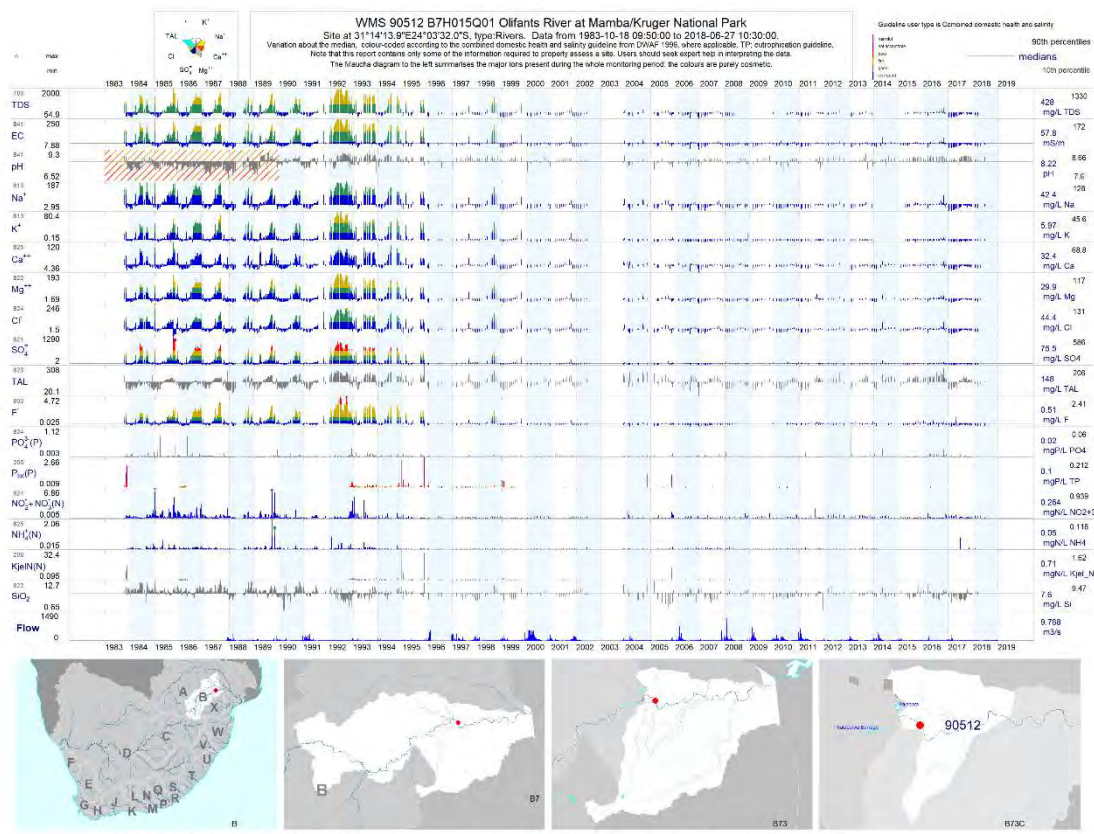 WMS 90512 B7H015Q01 Olifants River at Mamba/Kruger National Park
Site at 31°14'13.9"E24°03'32.0"S, type:Rivers. Data from 1983-10-18 09:50:00 to 2018-06-27 10:30:00.
Variation about the median, colour-coded according to the combined domestic health and salinity guideline from DWAF 1996, where applicable. TP: eutrophication guideline.
Note that this report contains only some of the information required to properly assess a site. Users should seek expert help in interpreting the data.
The Maucha diagram to the left summarises the major ions present during the whole monitoring period: the colours are purely cosmetic.
K⁺
TAL Na⁺
Cl Ca⁺⁺
SO₄⁼ Mg⁺⁺
Guideline user type is Combined domestic health and salinity
90th percentiles
medians
10th percentile
n max
min
1983 1984 1985 1986 1987 1988 1989 1990 1991 1992 1993 1994 1995 1996 1997 1998 1999 2000 2001 2002 2003 2004 2005 2006 2007 2008 2009 2010 2011 2012 2013 2014 2015 2016 2017 2018 2019
2000 1330
TDS 428
54.9 mg/L TDS
841 250 172
EC 57.8
7.88 mS/m
841 9.3 8.66
pH 8.22
6.52 pH 7.6
813 187 128
Na⁺ 42.4
2.95 mg/L Na
813 80.4 45.6
K⁺ 5.97
0.15 mg/L K
825 120 68.8
Ca⁺⁺ 32.4
4.36 mg/L Ca
822 193 117
Mg⁺⁺ 29.9
1.69 mg/L Mg
824 246 131
Cl⁻ 44.4
1.5 mg/L Cl
821 1290 586
SO₄⁼ 75.5
2 mg/L SO4
823 308 206
TAL 148
20.1 mg/L TAL
4.72 2.41
F⁻ 0.51
0.025 mg/L F
824 1.12 0.06
PO₄³⁻(P) 0.02
0.003 mgP/L PO4
205 2.66 0.212
Pₜₒₜ(P) 0.1
0.009 mgP/L TP
824 6.86 0.939
NO₂⁻+NO₃⁻(N) 0.264
0.005 mgN/L NO2+3
825 2.06 0.116
NH₄⁺(N) 0.05
0.015 mgN/L NH4
206 32.4 1.62
KjelN(N) 0.71
0.095 mgN/L Kjel_N
822 12.7 9.47
SiO₂ 7.6
0.65 mg/L Si
1490 9.768
Flow m3/s
0
1983 1984 1985 1986 1987 1988 1989 1990 1991 1992 1993 1994 1995 1996 1997 1998 1999 2000 2001 2002 2003 2004 2005 2006 2007 2008 2009 2010 2011 2012 2013 2014 2015 2016 2017 2018 2019
A B X
C W
D V
F U
E T
G H J L N Q S
K M P R
B
B
B7
B73
90512
B73C